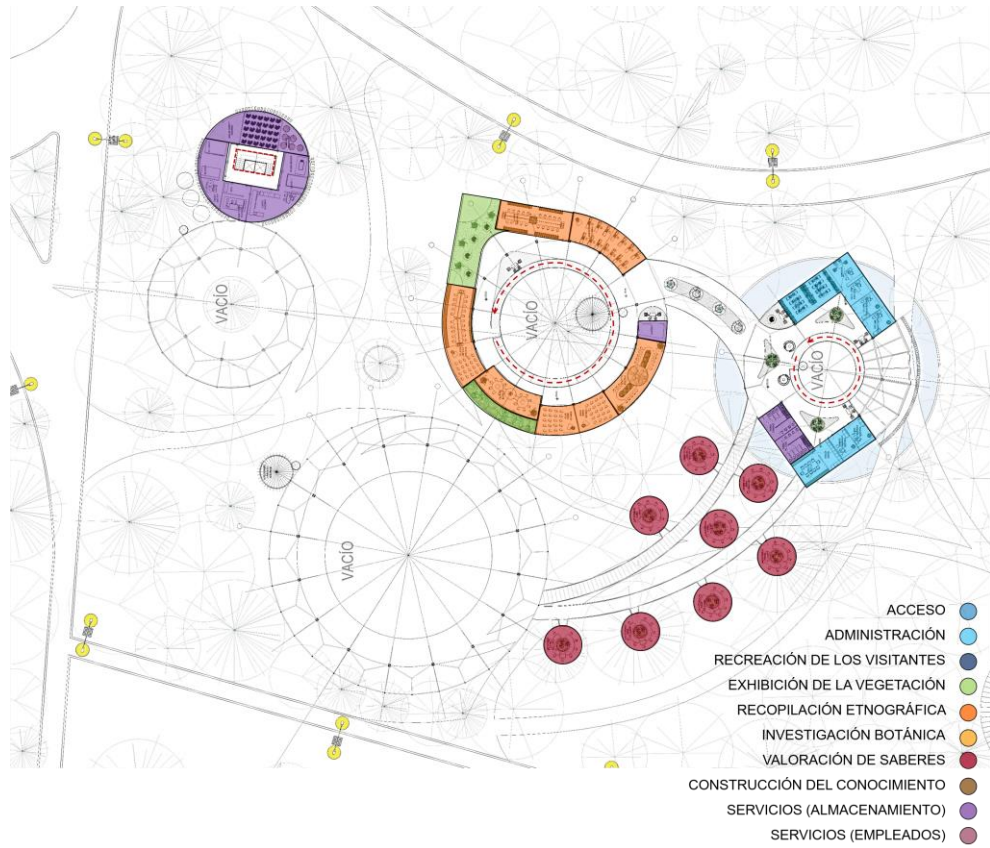 VACÍO
VACÍO
VACÍO
VACÍO
ACCESO
ADMINISTRACIÓN
RECREACIÓN DE LOS VISITANTES
EXHIBICIÓN DE LA VEGETACIÓN
RECOPILACIÓN ETNOGRÁFICA
INVESTIGACIÓN BOTÁNICA
VALORACIÓN DE SABERES
CONSTRUCCIÓN DEL CONOCIMIENTO
SERVICIOS (ALMACENAMIENTO)
SERVICIOS (EMPLEADOS)